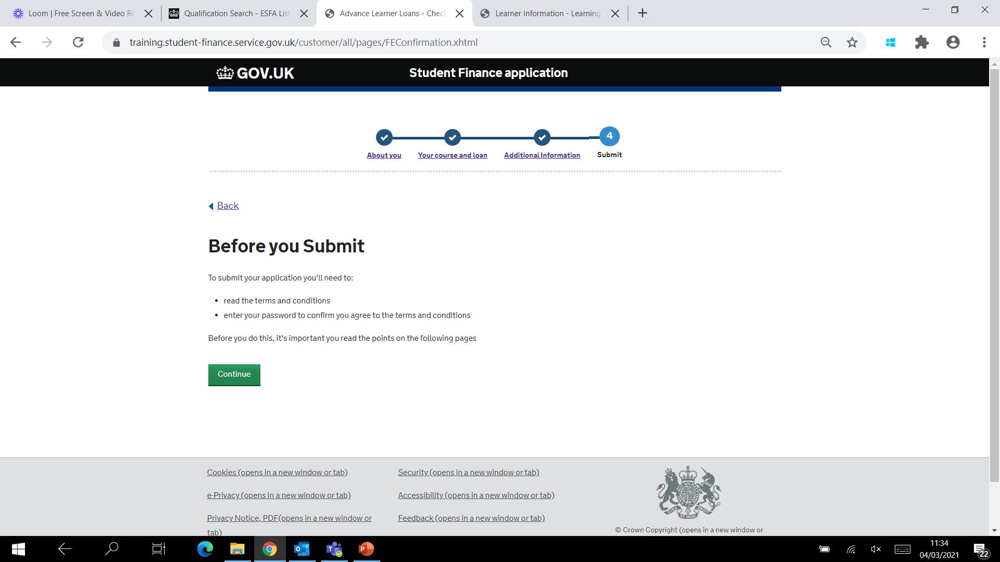 Loom | Free Screen & Video Re
Qualification Search - ESFA List
Advance Learner Loans - Check
Learner Information - Learning
training.student-finance.service.gov.uk/customer/all/pages/FEConfirmation.xhtml
GOV.UK
Student Finance application
4
About you
Your course and loan
Additional Information
Submit
Back
Before you Submit
To submit your application you'll need to:
• read the terms and conditions
• enter your password to confirm you agree to the terms and conditions
Before you do this, it's important you read the points on the following pages
Continue
Cookies (opens in a new window or tab)
Security (opens in a new window or tab)
e-Privacy (opens in a new window or tab)
Accessibility (opens in a new window or tab)
Privacy Notice, PDF(opens in a new window or
tab)
Feedback (opens in a new window or tab)
DIEU ET MON DROIT
© Crown Copyright (opens in a new window or
11:34
04/03/2021
22